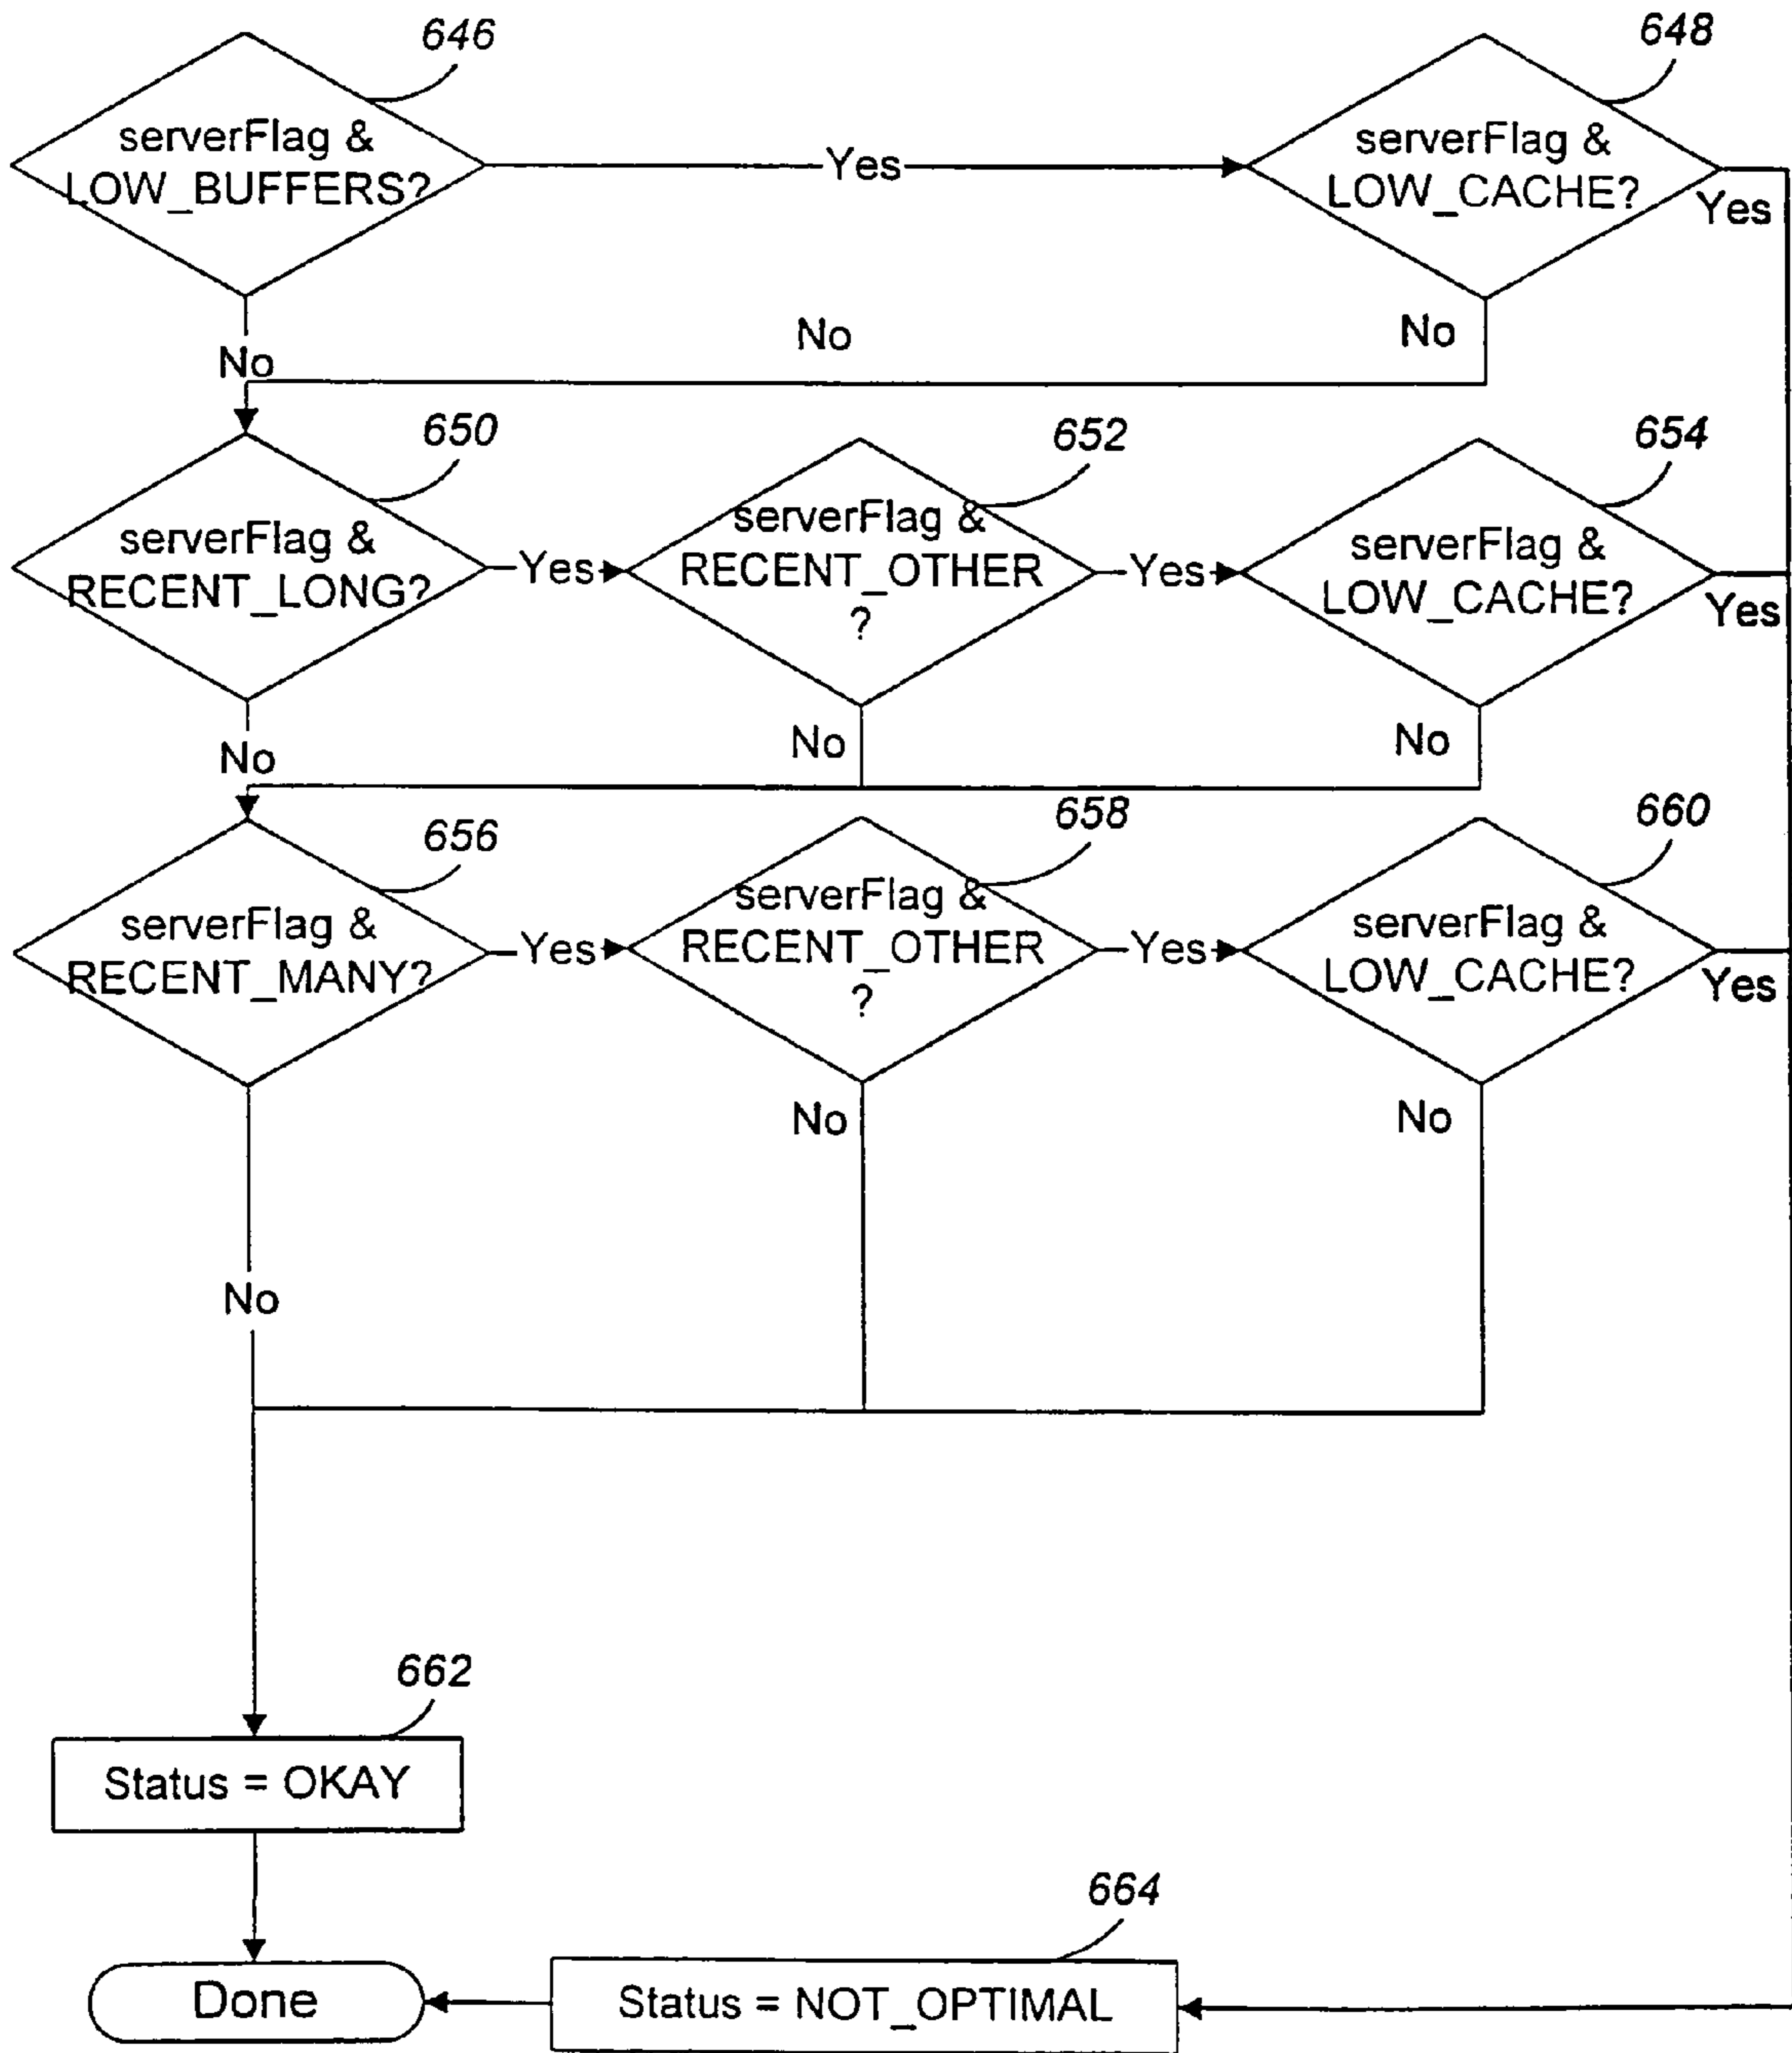 646
serverFlag &
LOW_BUFFERS?
Yes
648
serverFlag &
LOW_CACHE?
Yes
No
No
No
650
serverFlag &
RECENT_LONG?
Yes
652
serverFlag &
RECENT_OTHER
?
Yes
654
serverFlag &
LOW_CACHE?
Yes
No
No
No
656
serverFlag &
RECENT_MANY?
Yes
658
serverFlag &
RECENT_OTHER
?
Yes
660
serverFlag &
LOW_CACHE?
Yes
No
No
No
662
Status = OKAY
664
Done
Status = NOT_OPTIMAL